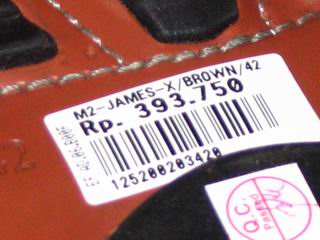 M2-JAMES-X/BROWN/42
Rp. 393.750
125200203420
Q.C.
Passed